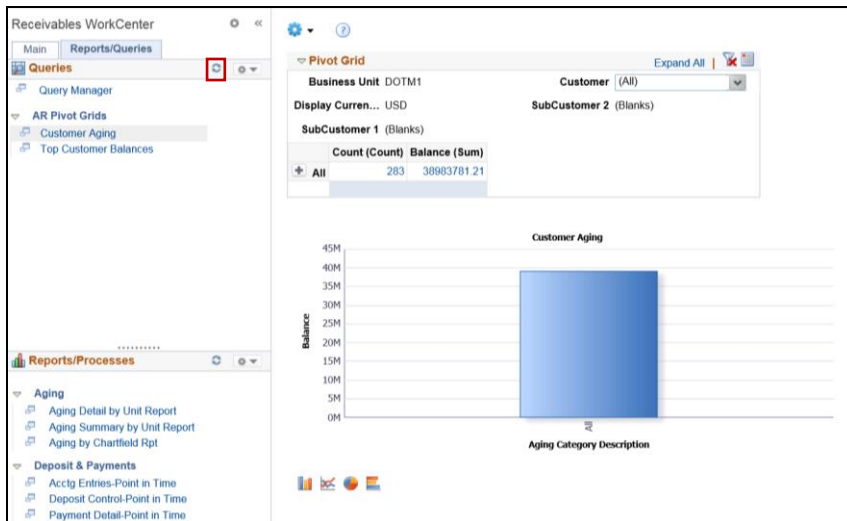 Receivables WorkCenter
Main
Reports/Queries
Queries
Query Manager
AR Pivot Grids
Customer Aging
Top Customer Balances
Reports/Processes
Aging
Aging Detail by Unit Report
Aging Summary by Unit Report
Aging by Chartfield Rpt
Deposit & Payments
Acctg Entries-Point in Time
Deposit Control-Point in Time
Payment Detail-Point in Time
Pivot Grid
Expand All |
Business Unit DOTM1
Customer (All)
Display Curren... USD
SubCustomer 2 (Blanks)
SubCustomer 1 (Blanks)
Count (Count) Balance (Sum)
All 283 38983781.21
Customer Aging
45M
40M
35M
30M
25M
20M
15M
10M
5M
0M
Balance
All
Aging Category Description